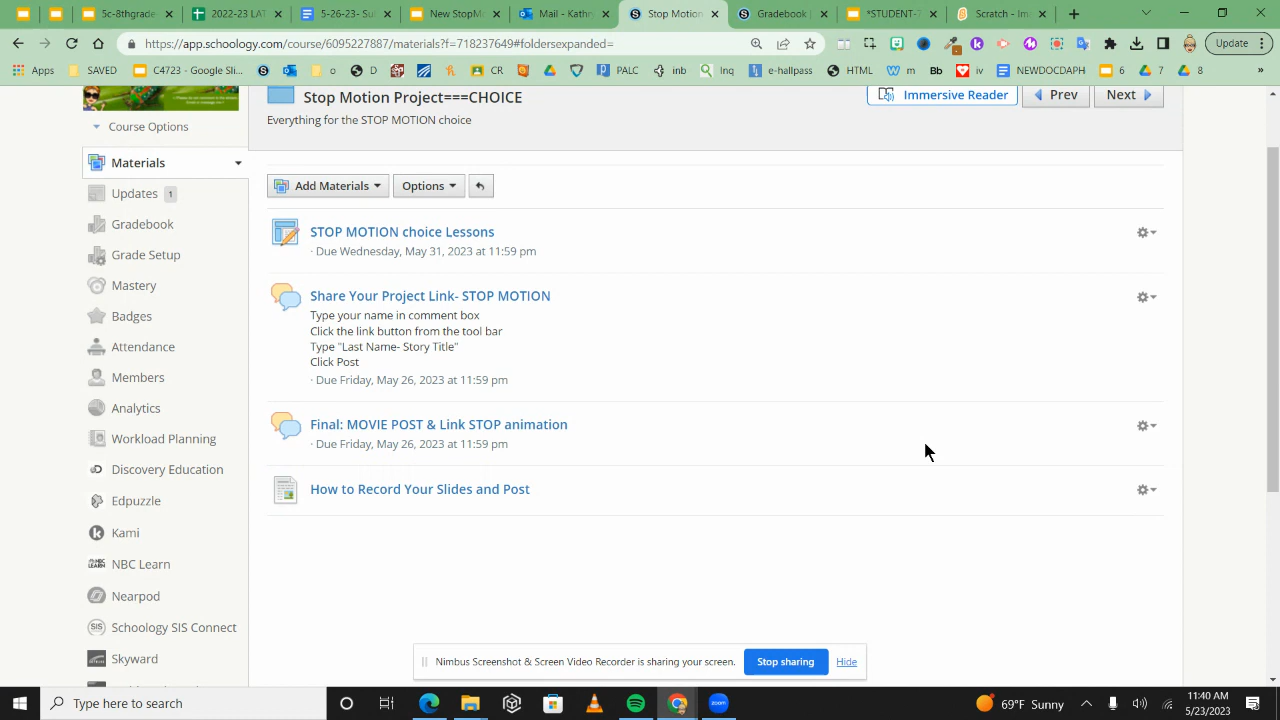 5c-8thgrade
2022-23 LAT
5-26-23- Su
New StopMo
Mail - Kathr
Stop Motion
Gradebook
*STUDENT-7
Scratch - Im
https://app.schoology.com/course/6095227887/materials?f=718237649#foldersexpanded=
Update
Apps
SAVED
C4723 - Google Sli...
o
D
CR
PALC
inb
Inq
e-hallpass
HTML
m
Bb
iv
NEWDOCDAPH
6
7
8
»
Stop Motion Project===CHOICE
Immersive Reader
Prev
Next
Everything for the STOP MOTION choice
Course Options
Materials
Updates 1
Gradebook
Grade Setup
Mastery
Badges
Attendance
Members
Analytics
Workload Planning
Discovery Education
Edpuzzle
Kami
NBC Learn
Nearpod
SIS Schoology SIS Connect
Skyward
Add Materials
Options
STOP MOTION choice Lessons
· Due Wednesday, May 31, 2023 at 11:59 pm
Share Your Project Link- STOP MOTION
Type your name in comment box
Click the link button from the tool bar
Type "Last Name- Story Title"
Click Post
· Due Friday, May 26, 2023 at 11:59 pm
Final: MOVIE POST & Link STOP animation
· Due Friday, May 26, 2023 at 11:59 pm
How to Record Your Slides and Post
Nimbus Screenshot & Screen Video Recorder is sharing your screen.
Stop sharing
Hide
Type here to search
zoom
69°F Sunny
11:40 AM
5/23/2023